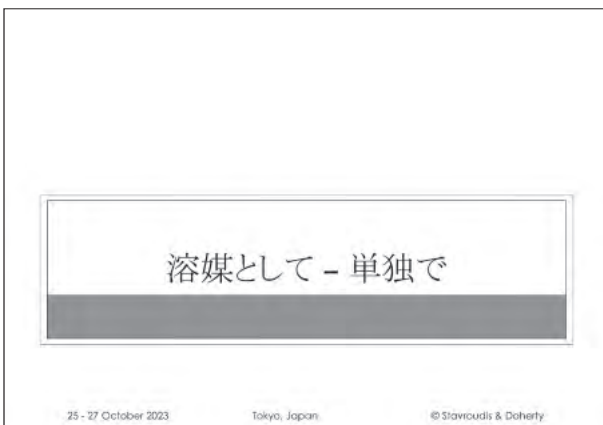 溶媒として – 単独で
25 - 27 October 2023
Tokyo, Japan
© Stavroudis & Doherty